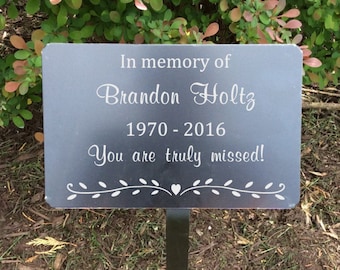 In memory of
Brandon Holtz
1970 - 2016
You are truly missed!